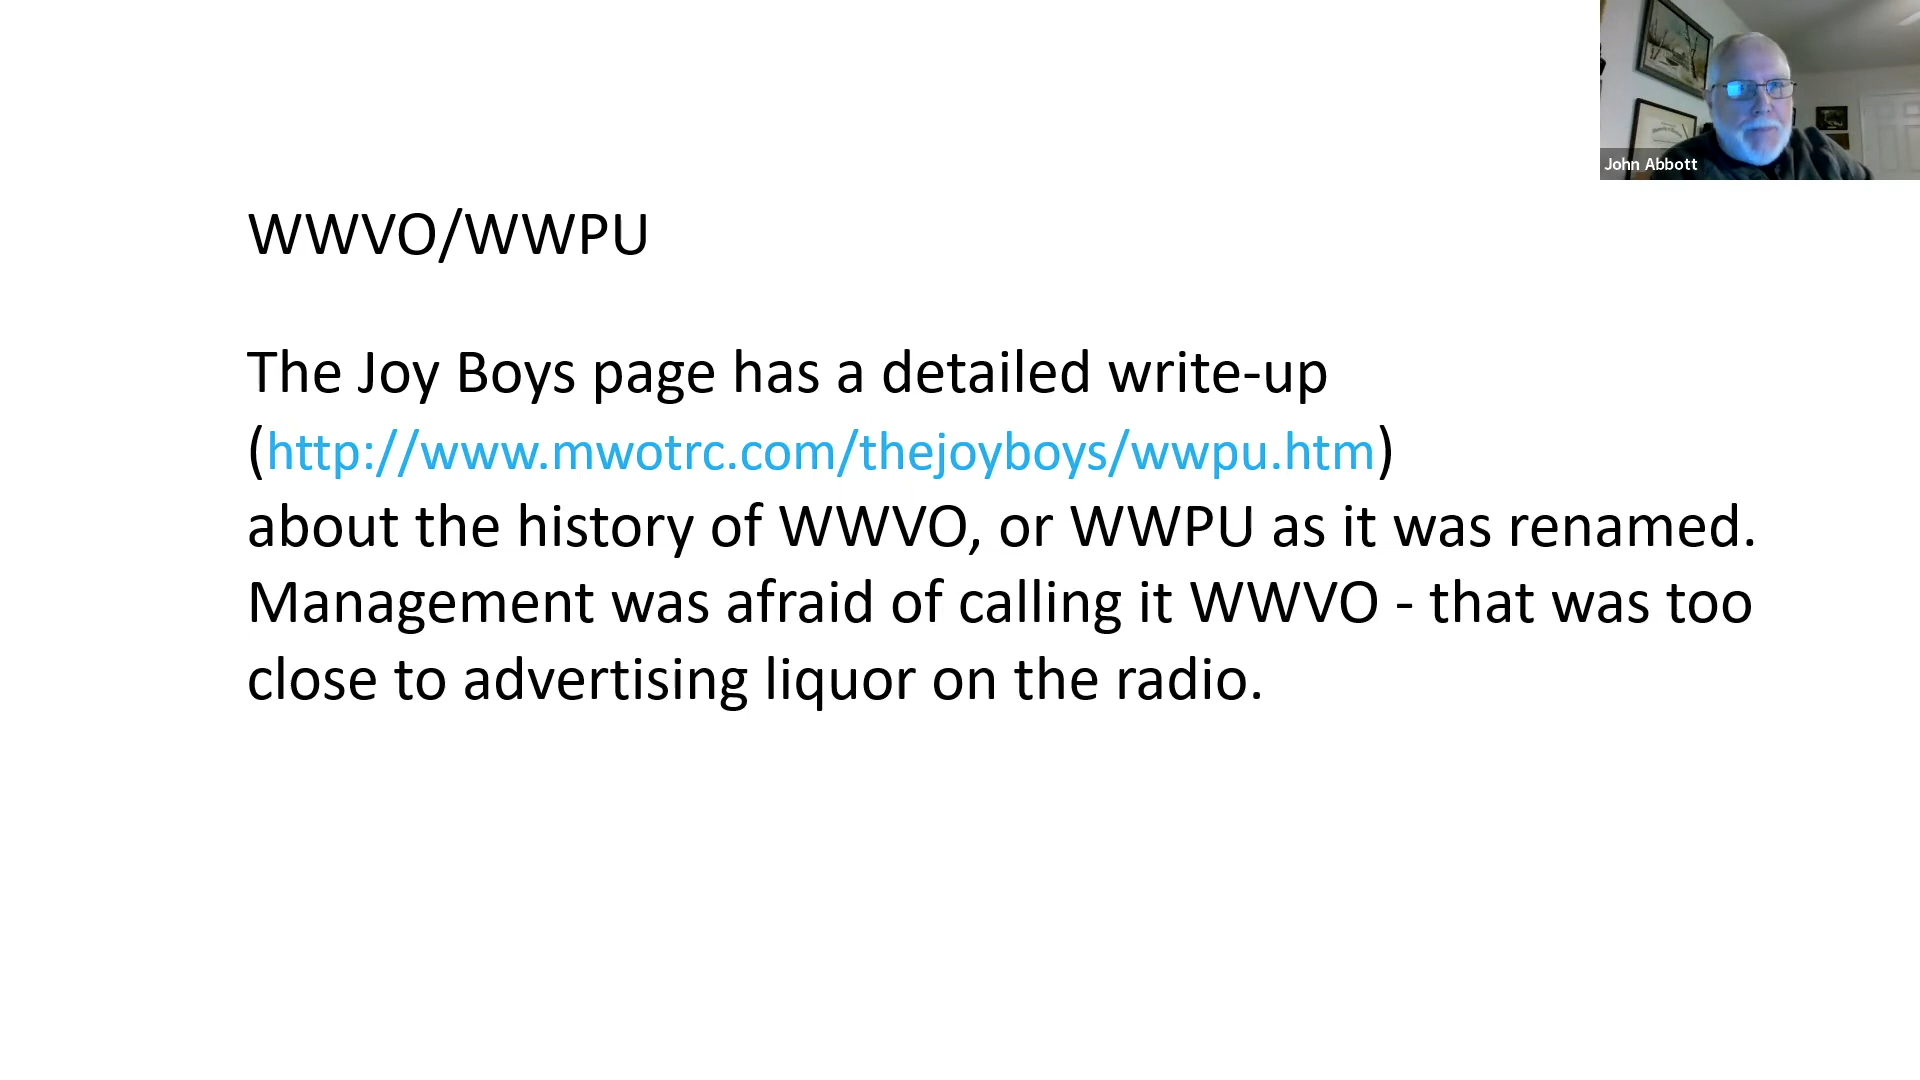 John Abbott
WWVO/WWPU
The Joy Boys page has a detailed write-up
(http://www.mwotrc.com/thejoyboys/wwpu.htm)
about the history of WWVO, or WWPU as it was renamed.
Management was afraid of calling it WWVO - that was too
close to advertising liquor on the radio.